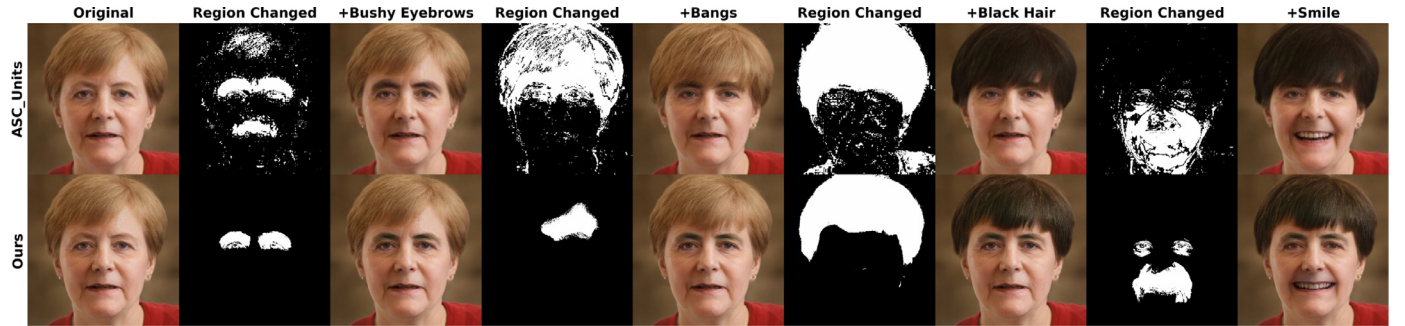 Original Region Changed +Bushy Eyebrows Region Changed +Bangs Region Changed +Black Hair Region Changed +Smile
ASC_Units
Ours